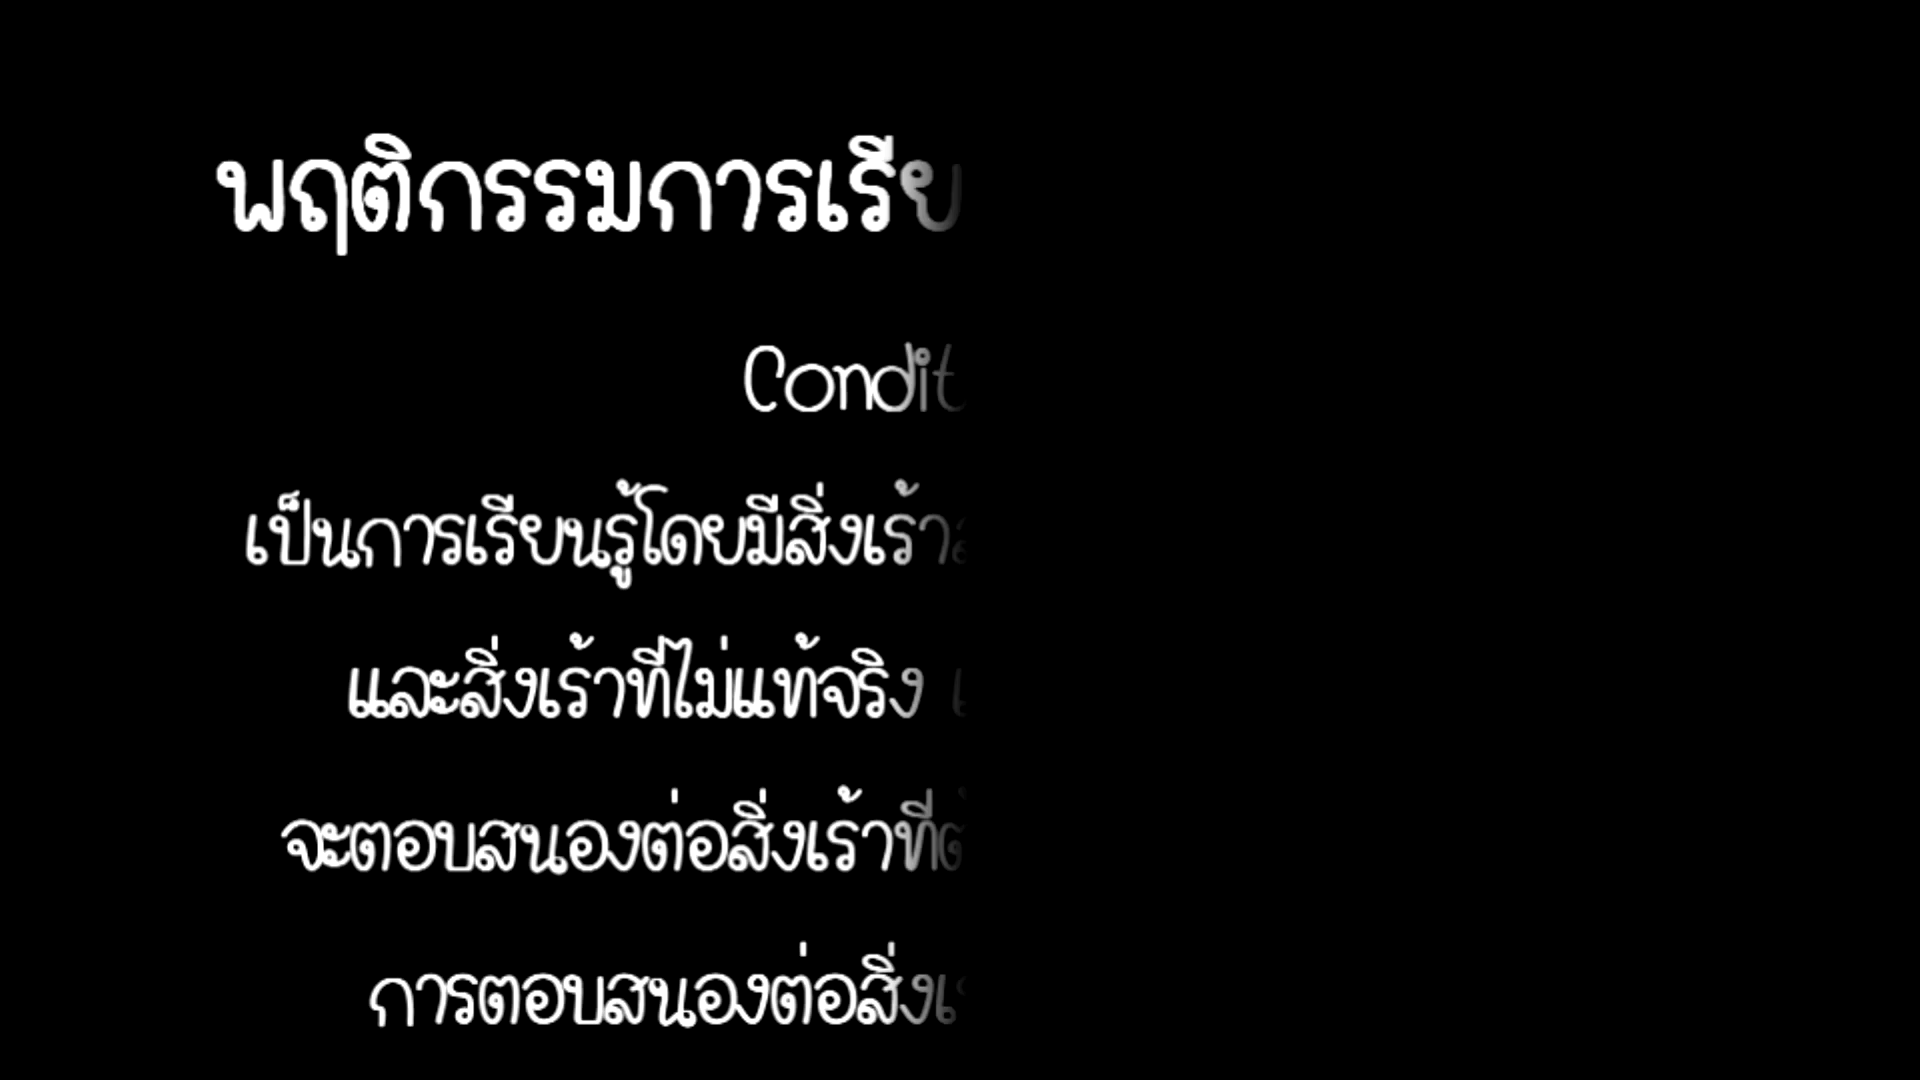 พฤติกรรมการเรีย
Condit
เป็นการเรียนรู้โดยมีสิ่งเร้า
และสิ่งเร้าที่ไม่แท้จริง
จะตอบสนองต่อสิ่งเร้าที่
การตอบสนองต่อสิ่งเ